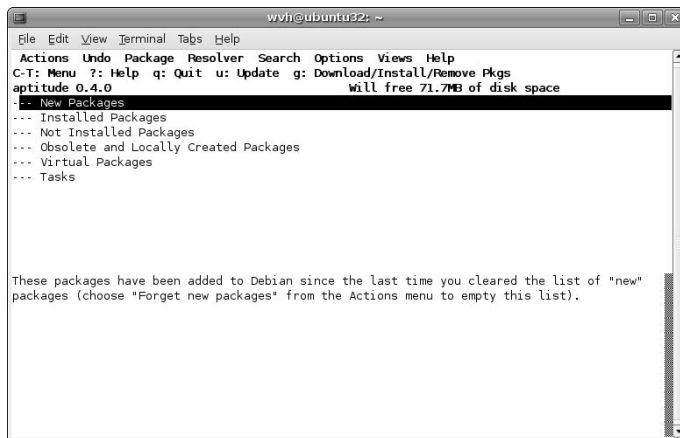 wvh@ubuntu32: ~
File Edit View Terminal Tabs Help
Actions Undo Package Resolver Search Options Views Help
C-T: Menu ?: Help q: Quit u: Update g: Download/Install/Remove Pkgs
aptitude 0.4.0 Will free 71.7MB of disk space
--- New Packages
--- Installed Packages
--- Not Installed Packages
--- Obsolete and Locally Created Packages
--- Virtual Packages
--- Tasks
These packages have been added to Debian since the last time you cleared the list of "new"
packages (choose "Forget new packages" from the Actions menu to empty this list).